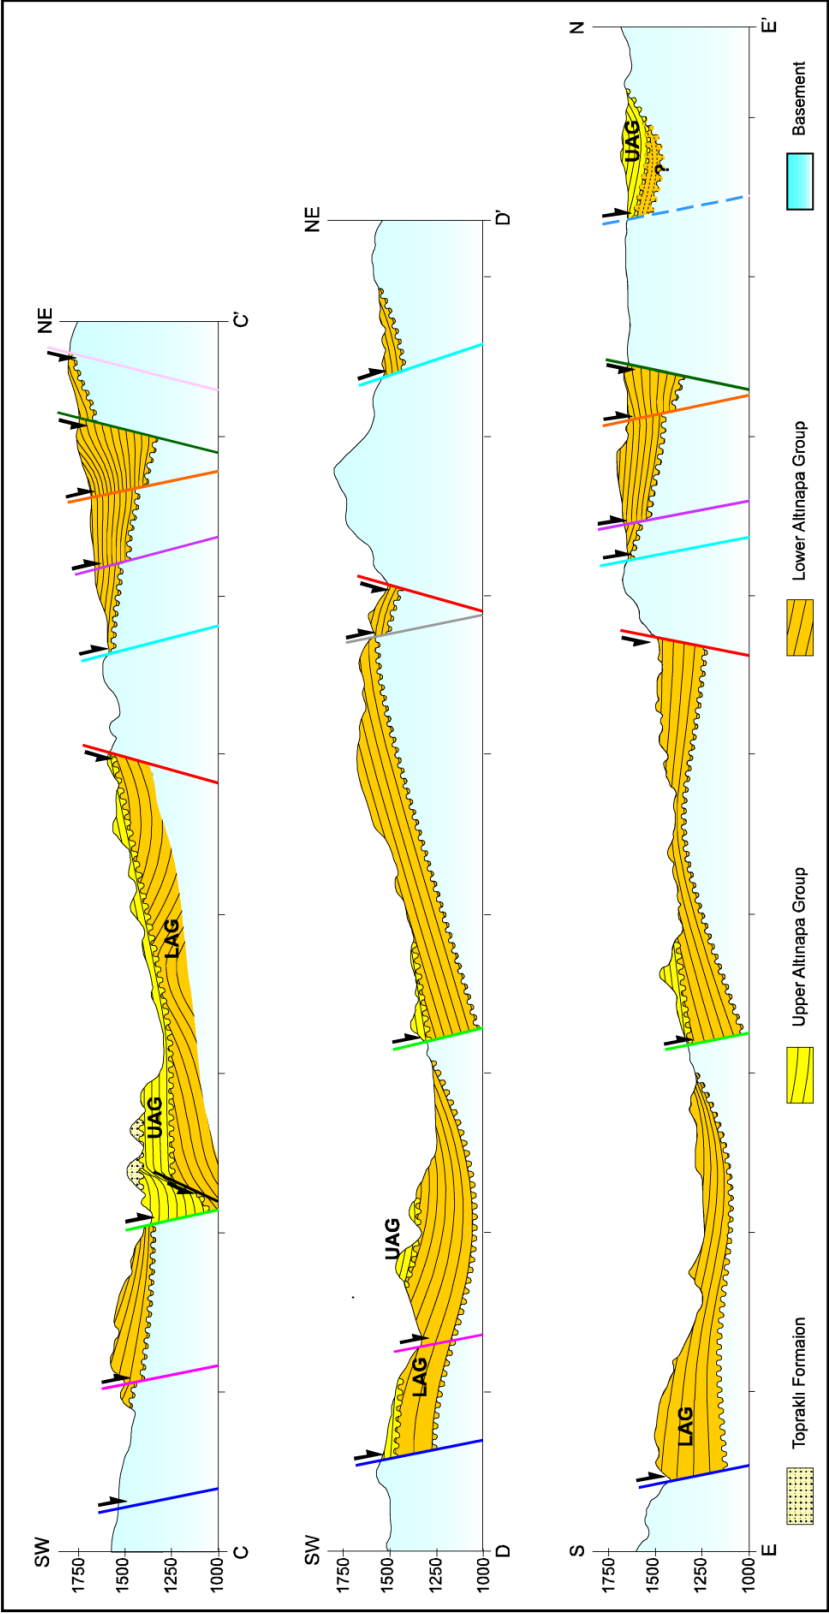 SW
NE
1750
1500
1250
1000
C
C'
UAG
LAG
SW
NE
1750
1500
1250
1000
D
D'
LAG
UAG
S
N
1750
1500
1250
1000
E
E'
LAG
UAG
?
Topraklı Formaion
Upper Altınapa Group
Lower Altınapa Group
Basement